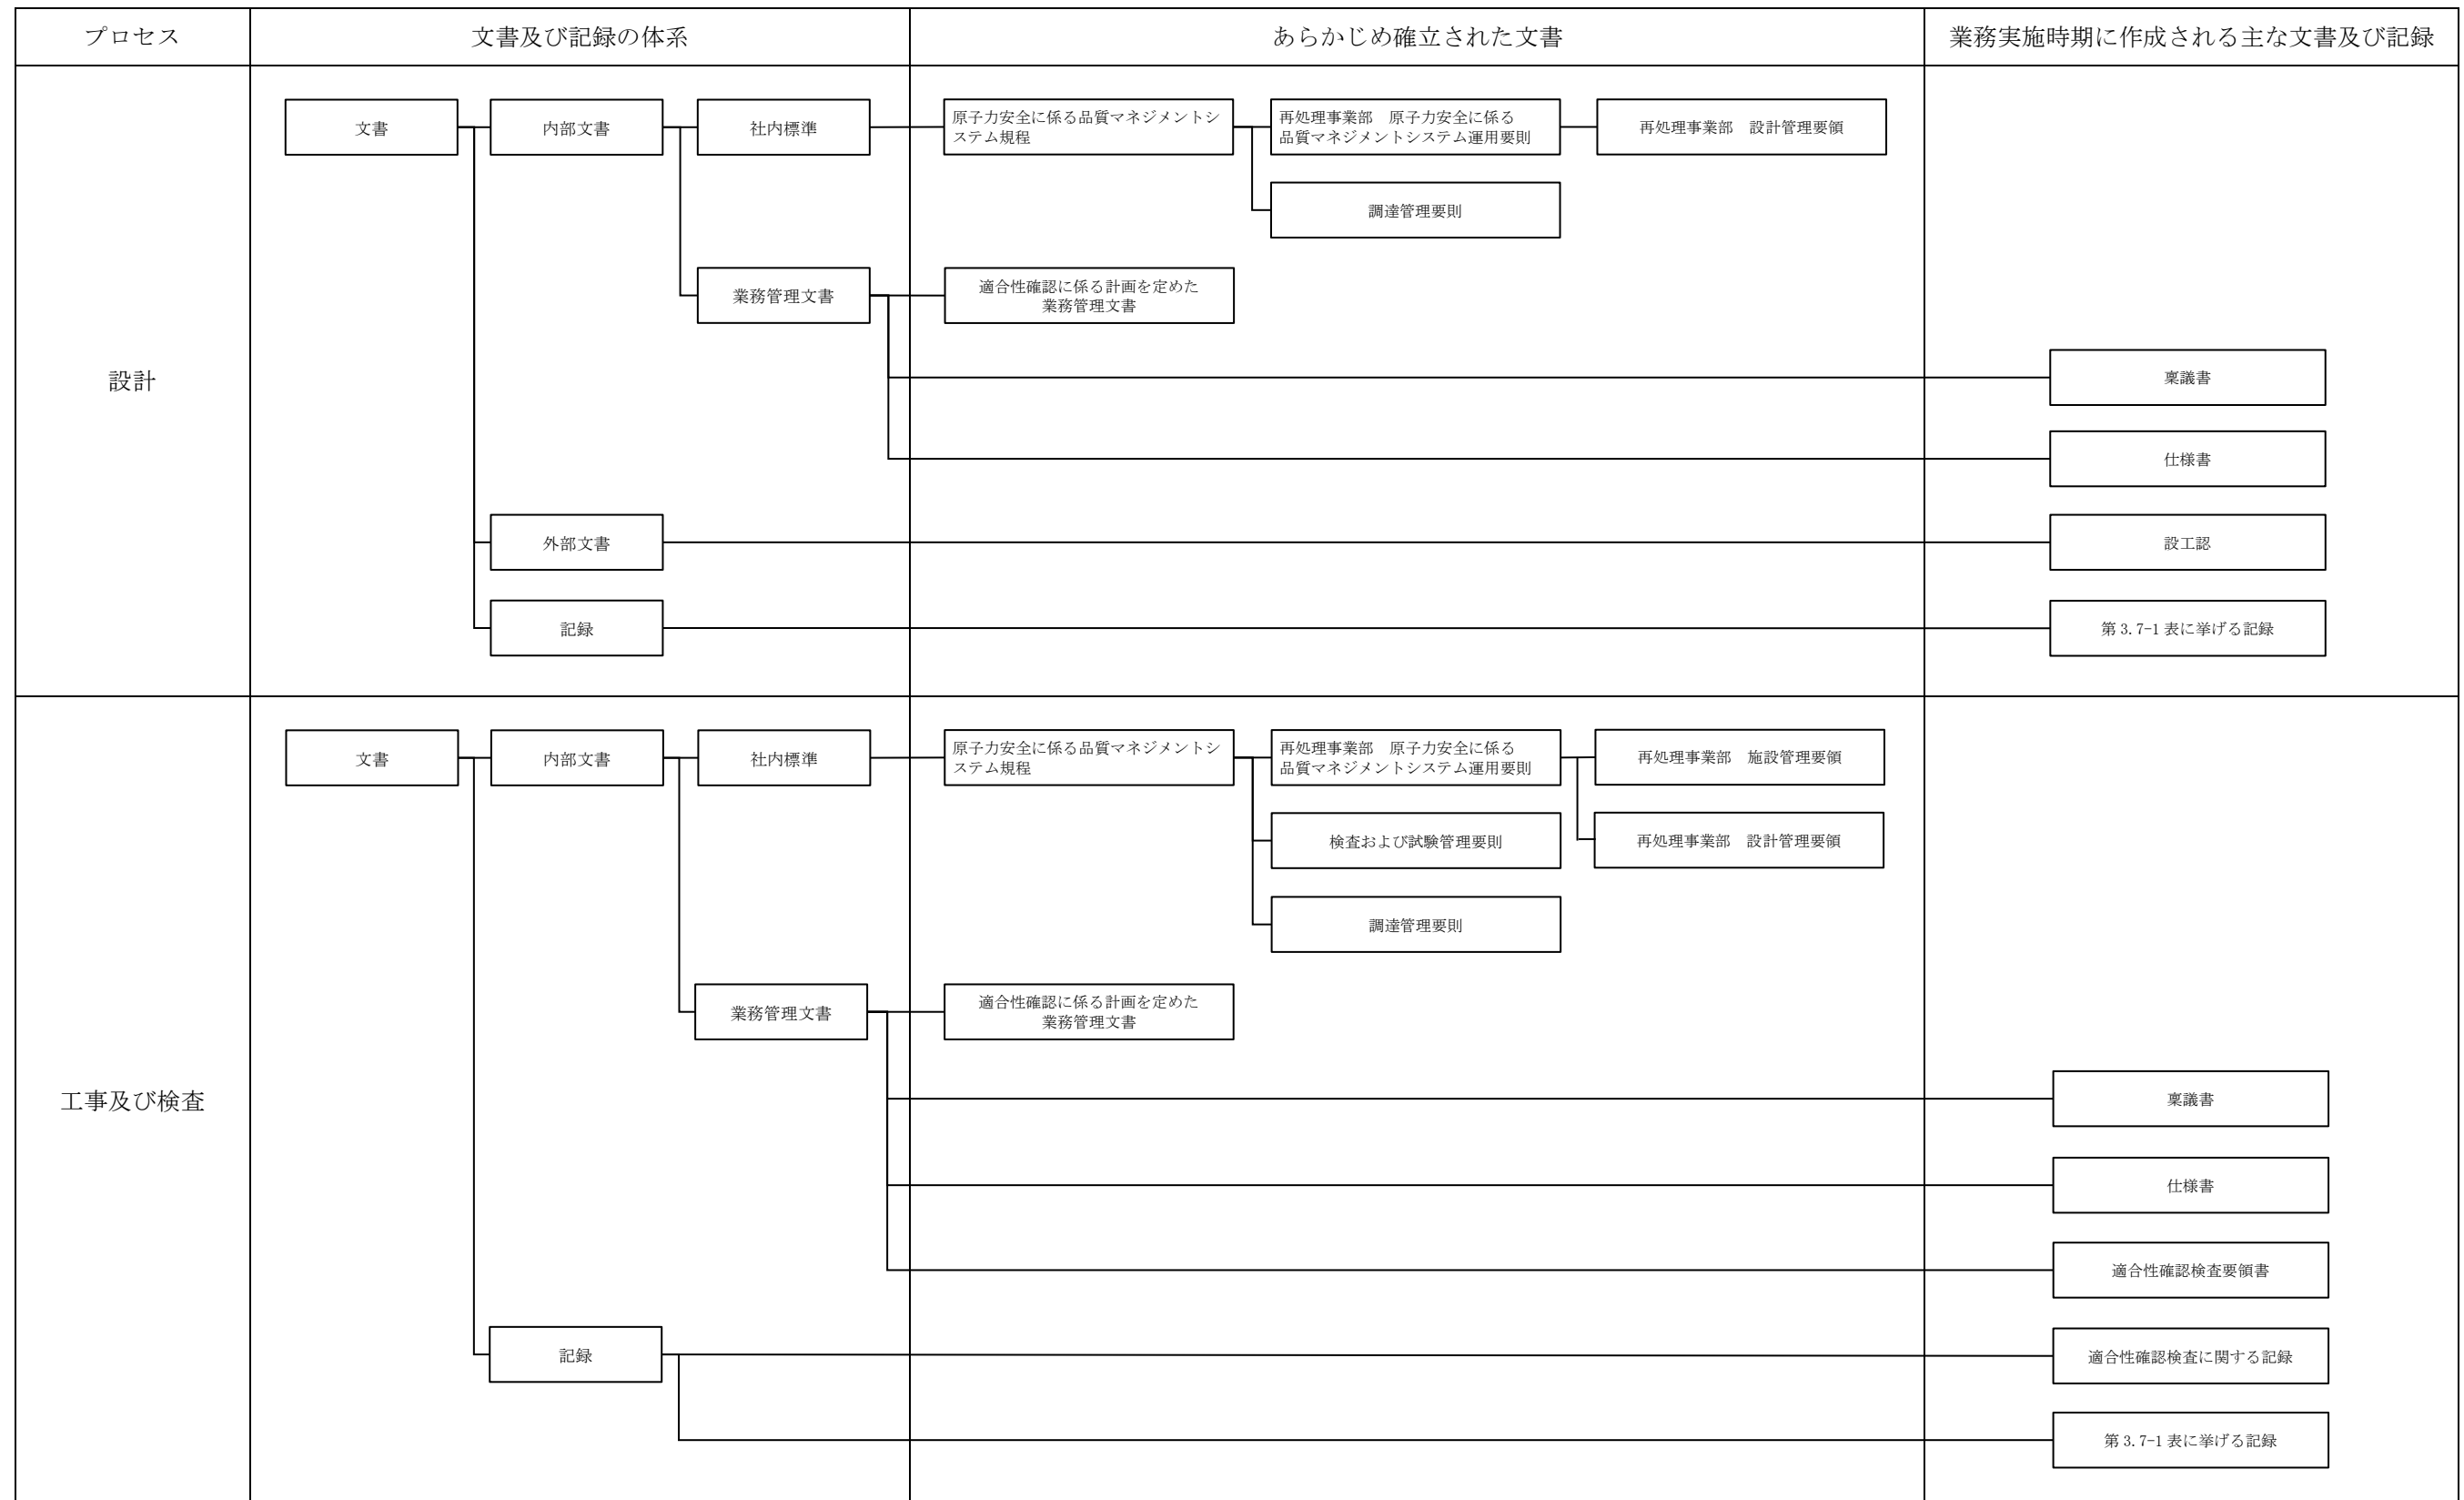 プロセス
文書及び記録の体系
あらかじめ確立された文書
業務実施時期に作成される主な文書及び記録
設計
文書
内部文書
社内標準
原子力安全に係る品質マネジメントシ
ステム規程
再処理事業部　原子力安全に係る
品質マネジメントシステム運用要則
再処理事業部　設計管理要領
調達管理要則
業務管理文書
適合性確認に係る計画を定めた
業務管理文書
稟議書
仕様書
外部文書
設工認
記録
第 3.7-1 表に挙げる記録
工事及び検査
文書
内部文書
社内標準
原子力安全に係る品質マネジメントシ
ステム規程
再処理事業部　原子力安全に係る
品質マネジメントシステム運用要則
再処理事業部　施設管理要領
検査および試験管理要則
再処理事業部　設計管理要領
調達管理要則
業務管理文書
適合性確認に係る計画を定めた
業務管理文書
稟議書
仕様書
適合性確認検査要領書
記録
適合性確認検査に関する記録
第 3.7-1 表に挙げる記録